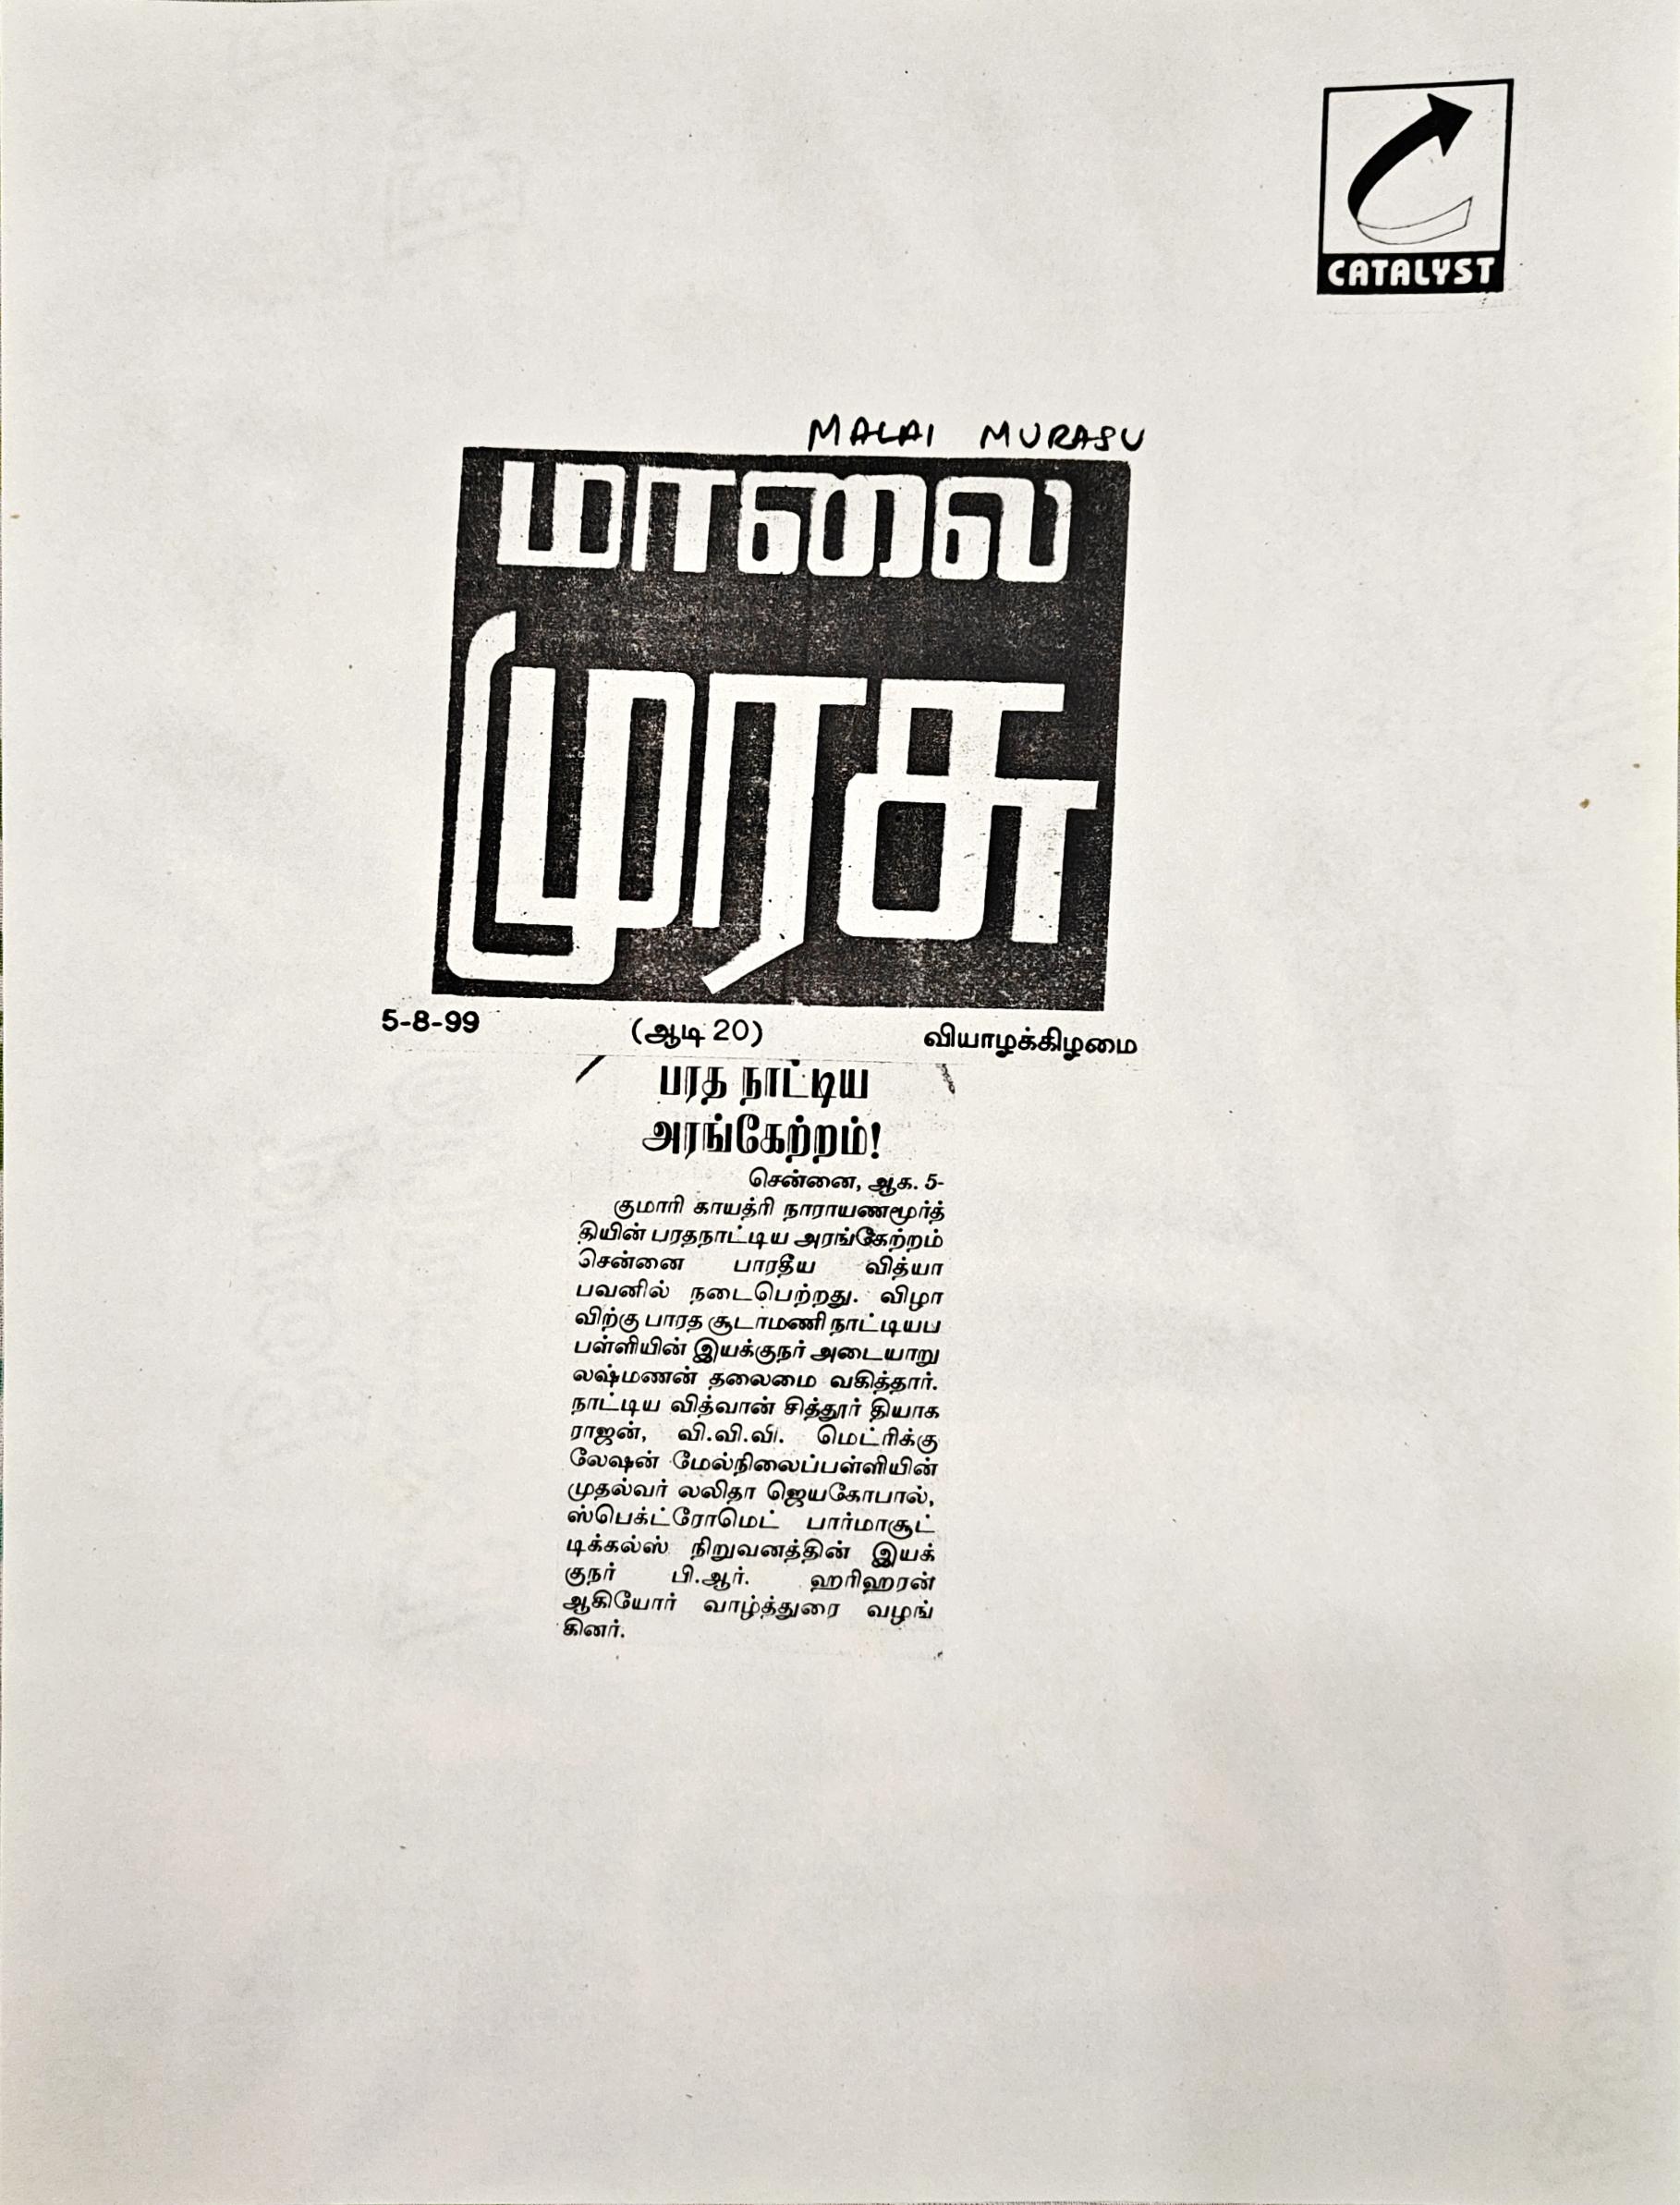 CATALYST
MALAI MURASU
மாலை
முரசு
5-8-99 (ஆடி 20) வியாழக்கிழமை
பரத நாட்டிய
அரங்கேற்றம்!
சென்னை, ஆக. 5-
குமாரி காயத்ரி நாராயணமூர்த்
தியின் பரதநாட்டிய அரங்கேற்றம்
சென்னை பாரதீய வித்யா
பவனில் நடைபெற்றது. விழா
விற்கு பாரத சூடாமணி நாட்டியப
பள்ளியின் இயக்குநர் அடையாறு
லஷ்மணன் தலைமை வகித்தார்.
நாட்டிய வித்வான் சித்தூர் தியாக
ராஜன், வி.வி.வி. மெட்ரிக்கு
லேஷன் மேல்நிலைப்பள்ளியின்
முதல்வர் லலிதா ஜெயகோபால்,
ஸ்பெக்ட்ரோமெட் பார்மாசூட்
டிக்கல்ஸ் நிறுவனத்தின் இயக்
குநர் பி.ஆர். ஹரிஹரன்
ஆகியோர் வாழ்த்துரை வழங்
கினர்.